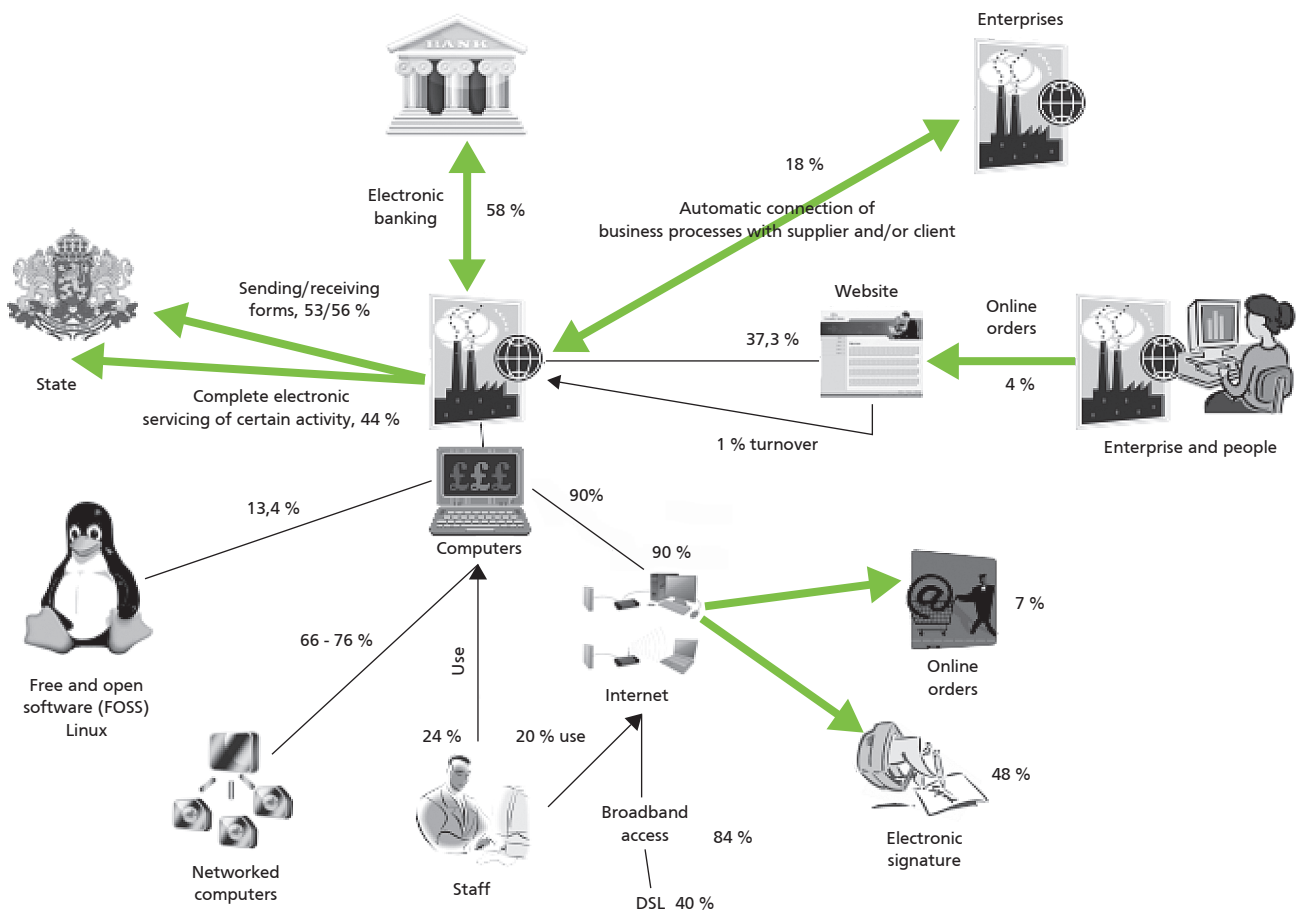 Enterprises
BANK
18 %
Electronic
banking
58 %
Automatic connection of
business processes with supplier and/or client
Sending/receiving
forms, 53/56 %
State
Complete electronic
servicing of certain activity, 44 %
Website
37,3 %
Online
orders
4 %
1 % turnover
Enterprise and people
£££
Computers
13,4 %
90%
90 %
Free and open
software (FOSS)
Linux
66 - 76 %
Use
Internet
7 %
Online
orders
24 %
20 % use
48 %
Electronic
signature
Broadband
access
84 %
Networked
computers
Staff
DSL 40 %